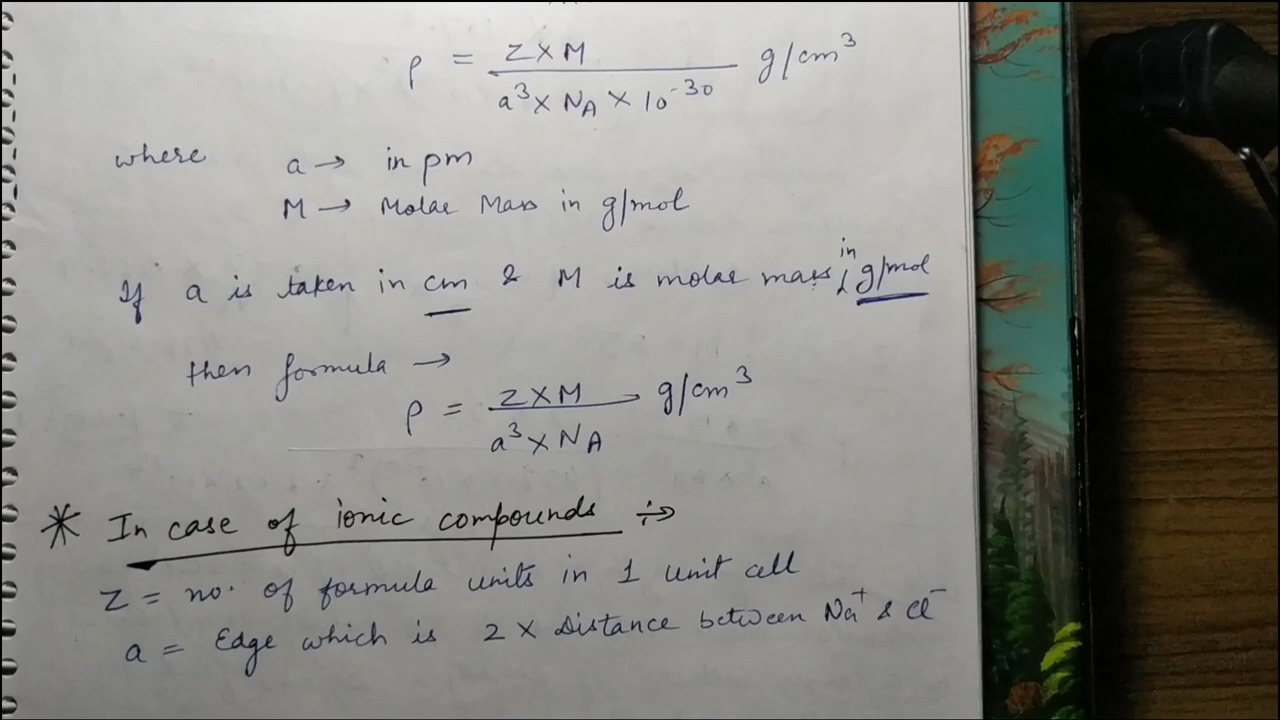 ρ = Z×M / a³ × N_A × 10⁻³⁰ g/cm³
where a → in pm
M → Molar Mass in g/mol
If a is taken in cm & M is molar mass in g/mol
then formula →
ρ = Z×M / a³ × N_A g/cm³
* In case of ionic compounds ÷→
Z = no. of formula units in 1 unit cell
a = Edge which is 2 × Distance between Na⁺ & Cl⁻